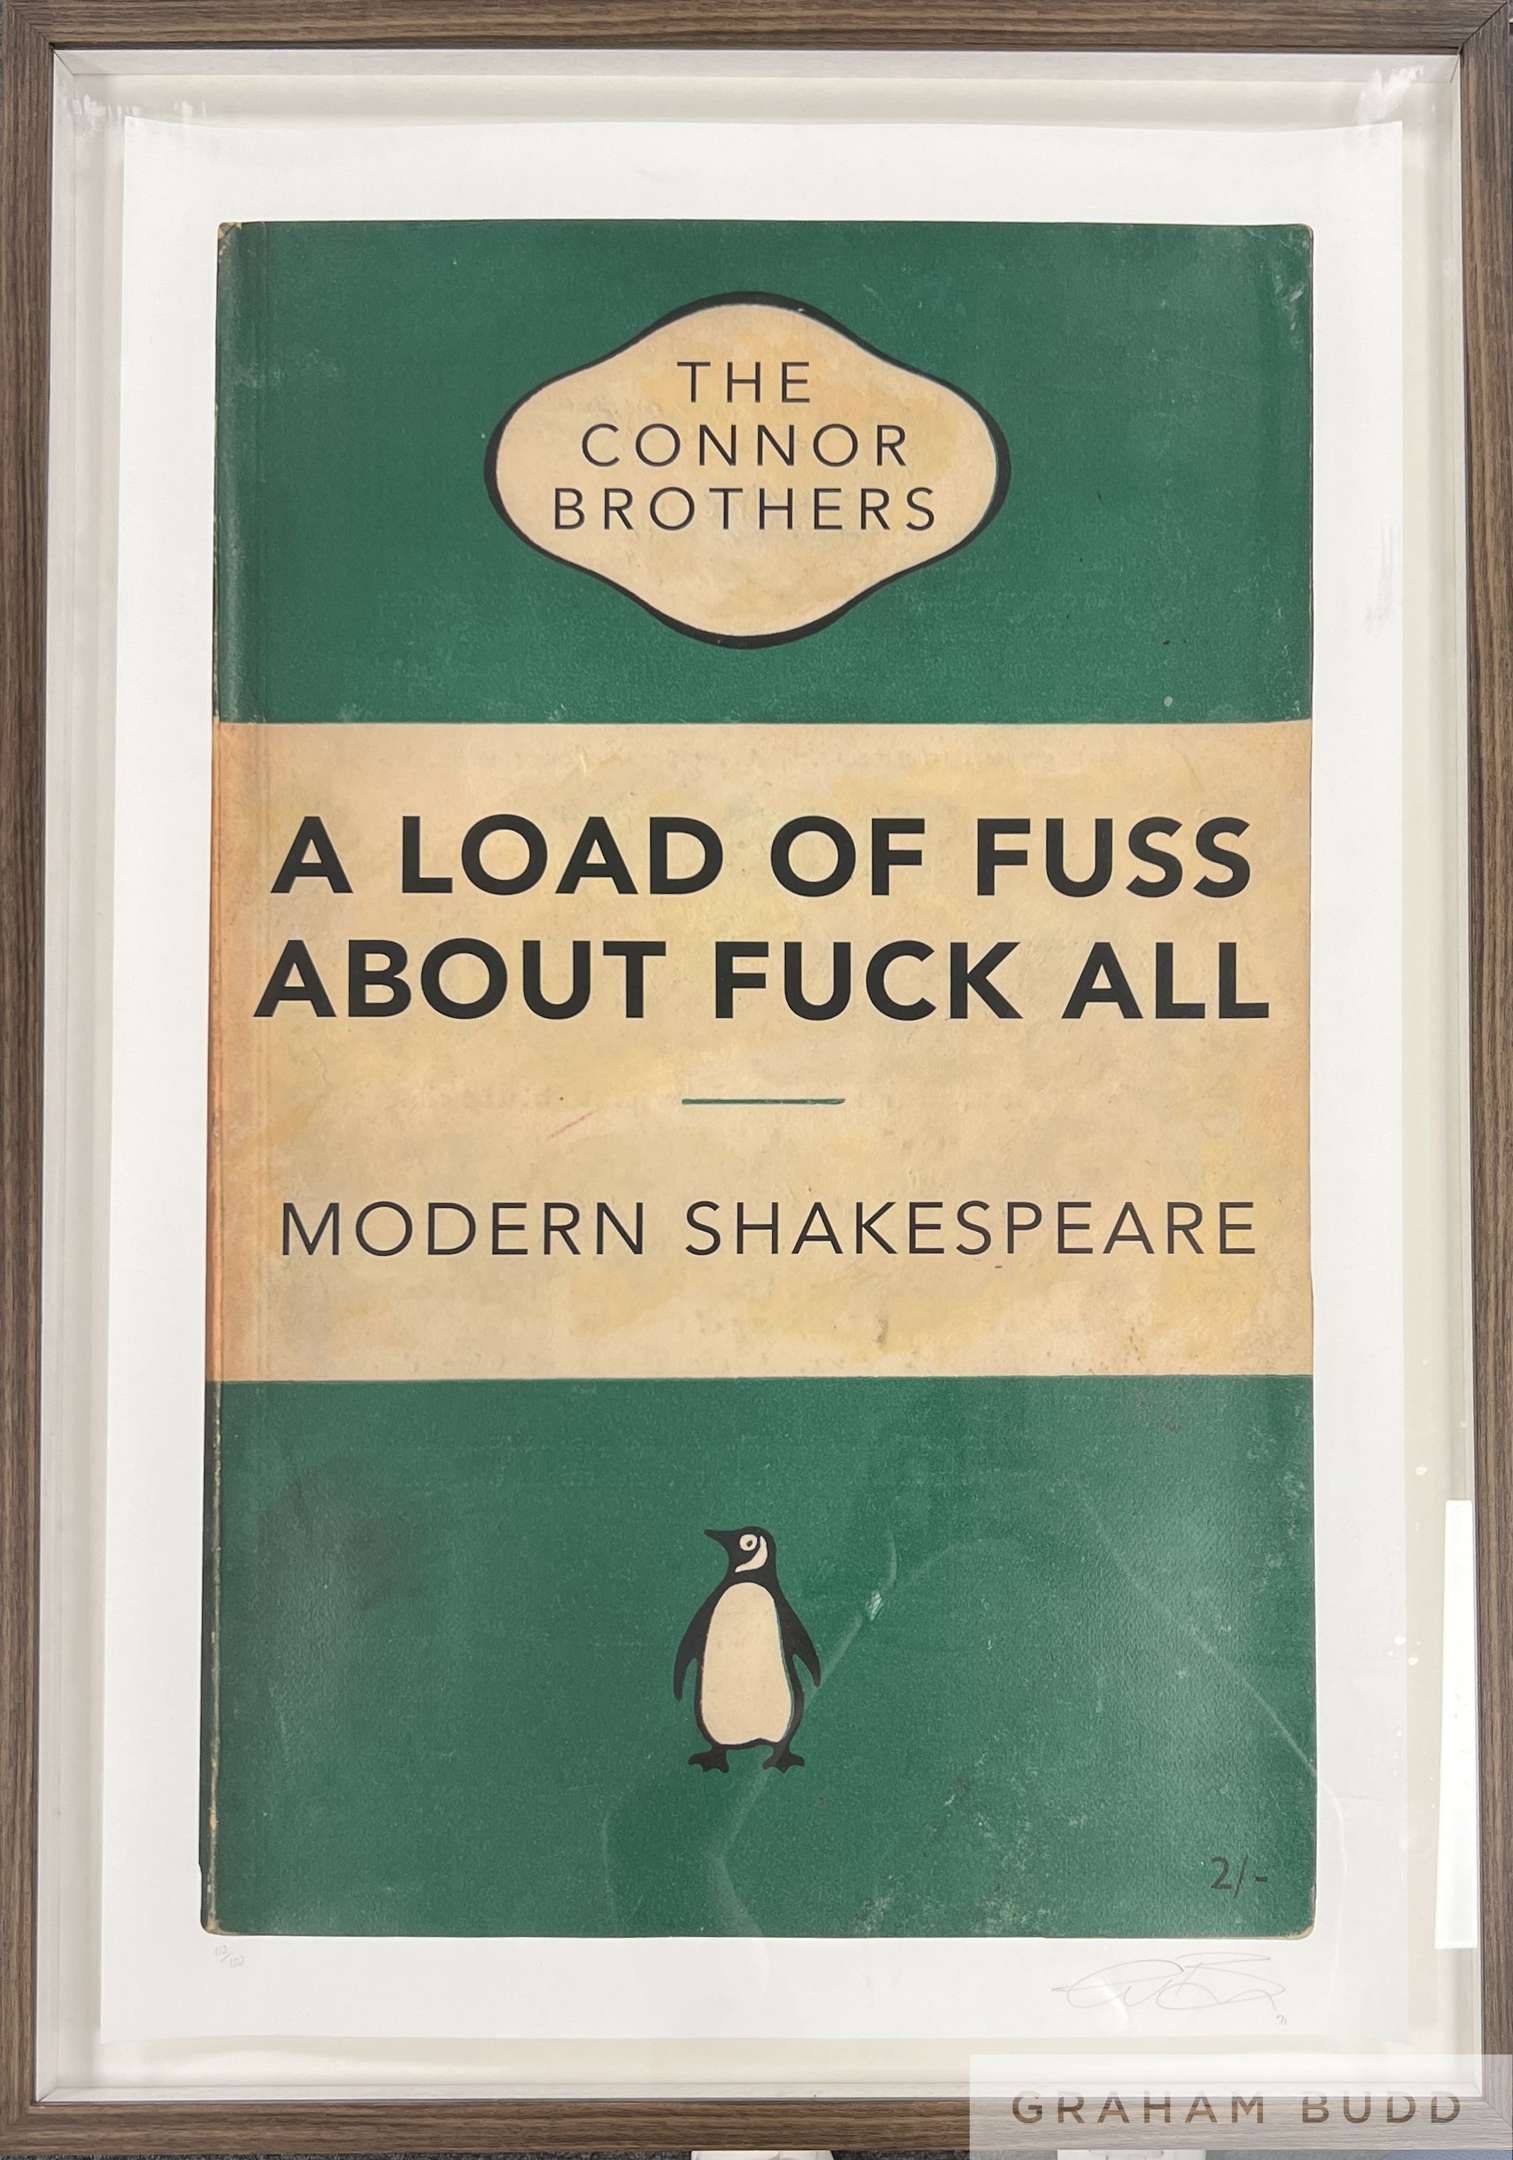 THE
CONNOR
BROTHERS
A LOAD OF FUSS
ABOUT FUCK ALL
MODERN SHAKESPEARE
2/-
GRAHAM BUDD